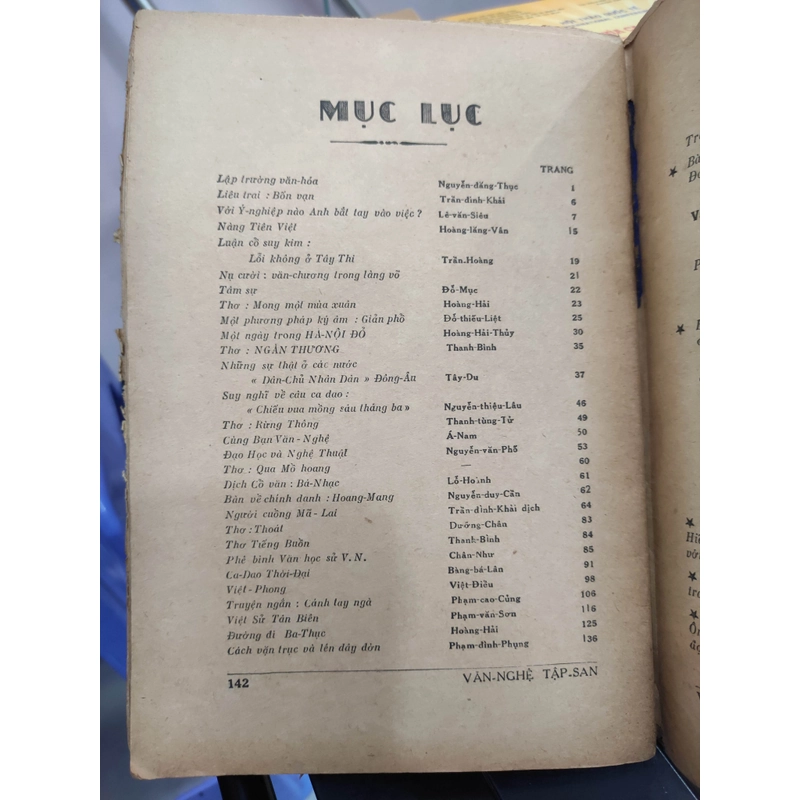 MỤC LỤC
TRANG
Lập trường văn-hóa Nguyễn-đăng-Thục 1
Liêu trai : Bốn vạn Trần-đình-Khải 6
Với Ý-nghiệp nào Anh bắt tay vào việc ? Lê-văn-Siêu 7
Nàng Tiên Việt Hoàng-lãng-Vân 15
Luận cổ suy kim :
Lỗi không ở Tây Thi Trần.Hoàng 19
Nụ cười : văn-chương trong làng võ 21
Tâm sự Đỗ-Mục 22
Thơ : Mong một mùa xuân Hoàng-Hải 23
Một phương pháp ký âm : Giản phổ Đỗ-thiếu-Liệt 25
Một ngày trong HÀ-NỘI ĐỎ Hoàng-Hải-Thủy 30
Thơ : NGÂN THƯƠNG Thanh-Bình 35
Những sự thật ở các nước
« Dân-Chủ Nhân Dân » Đông-Âu Tây-Du 37
Suy nghĩ về câu ca dao :
« Chiều vua mồng sáu tháng ba » Nguyễn-thiệu-Lâu 46
Thơ : Rừng Thông Thanh-tùng-Tử 49
Cùng Bạn Văn - Nghệ Á-Nam 50
Đạo Học và Nghệ Thuật Nguyễn-văn-Phố 53
Thơ : Qua Mồ hoang — 60
Dịch Cổ văn : Bá-Nhạc Lỗ-Hoành 61
Bàn về chính danh : Hoang-Mang Nguyễn-duy-Cần 62
Người cuồng Mã - Lai Trần-đình-Khải dịch 64
Thơ : Thoát Dưỡng-Chân 83
Thơ Tiếng Buồn Thanh-Bình 84
Phê bình Văn học sử V.N. Chân-Như 85
Ca-Dao Thời-Đại Bàng-bá-Lân 91
Việt-Phong Việt-Điểu 98
Truyện ngắn : Cánh tay ngà Phạm-cao-Củng 106
Việt Sử Tân Biên Phạm-văn-Sơn 116
Đường đi Ba-Thục Hoàng-Hải 125
Cách vặn trục và lên dây đờn Phạm-đình-Phụng 136
142 VĂN-NGHỆ TẬP-SAN